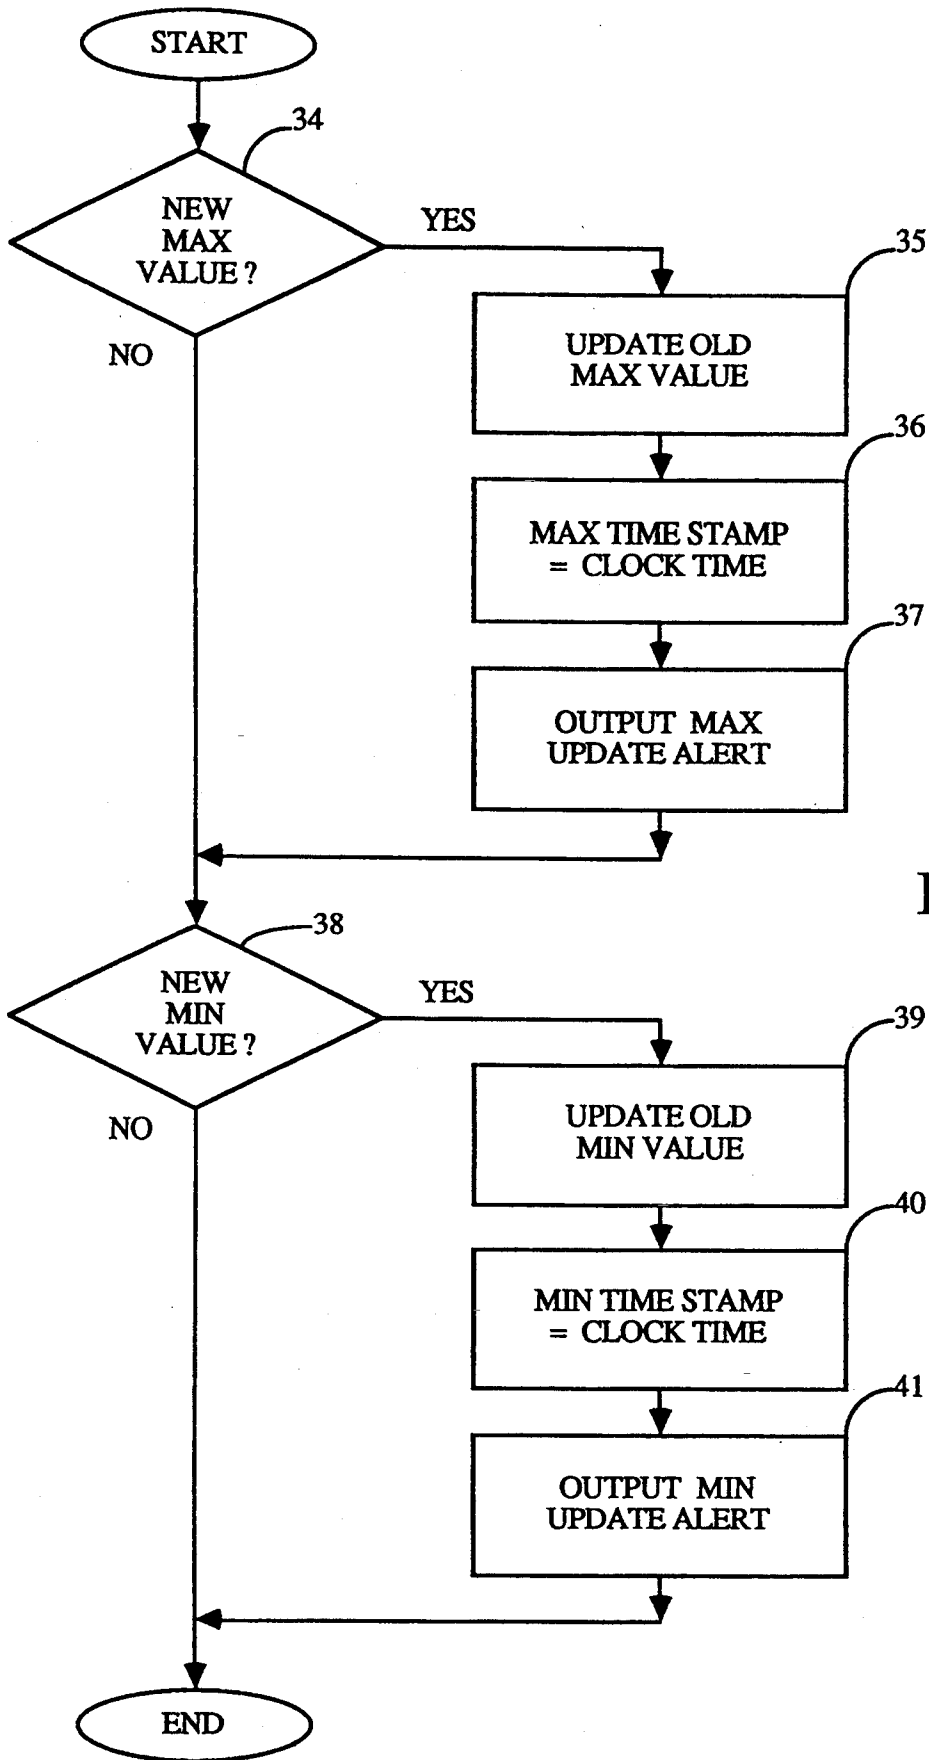 START
34
NEW
MAX
VALUE ?
YES
NO
35
UPDATE OLD
MAX VALUE
36
MAX TIME STAMP
= CLOCK TIME
37
OUTPUT MAX
UPDATE ALERT
38
NEW
MIN
VALUE ?
YES
NO
39
UPDATE OLD
MIN VALUE
40
MIN TIME STAMP
= CLOCK TIME
41
OUTPUT MIN
UPDATE ALERT
END